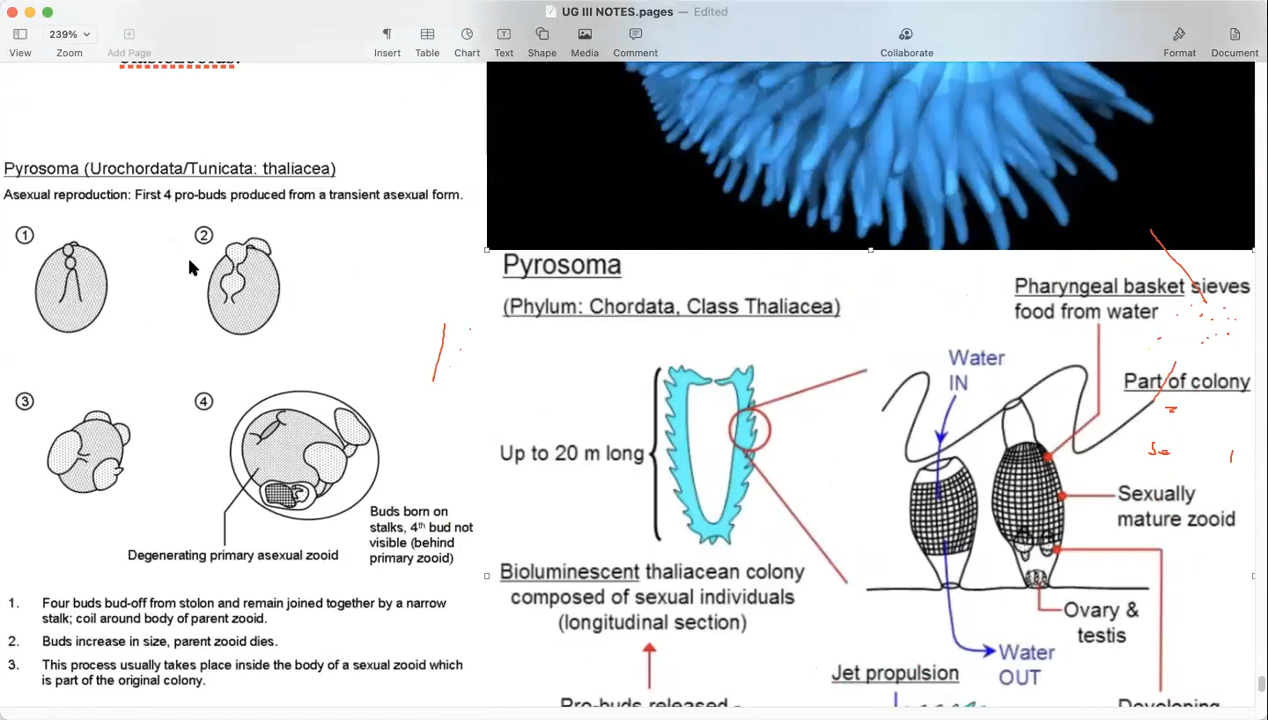 UG III NOTES.pages — Edited
239%
View
Zoom
Add Page
Insert
Table
Chart
Text
Shape
Media
Comment
Collaborate
Format
Document
Pyrosoma (Urochordata/Tunicata: thaliacea)
Asexual reproduction: First 4 pro-buds produced from a transient asexual form.
1
2
3
4
Degenerating primary asexual zooid
Buds born on
stalks, 4th bud not
visible (behind
primary zooid)
1. Four buds bud-off from stolon and remain joined together by a narrow
stalk; coil around body of parent zooid.
2. Buds increase in size, parent zooid dies.
3. This process usually takes place inside the body of a sexual zooid which
is part of the original colony.
Pyrosoma
(Phylum: Chordata, Class Thaliacea)
Pharyngeal basket sieves
food from water
Water
IN
Part of colony
Up to 20 m long
Sexually
mature zooid
Bioluminescent thaliacean colony
composed of sexual individuals
(longitudinal section)
Ovary &
testis
Water
OUT
Jet propulsion
Pro-buds released
Developing